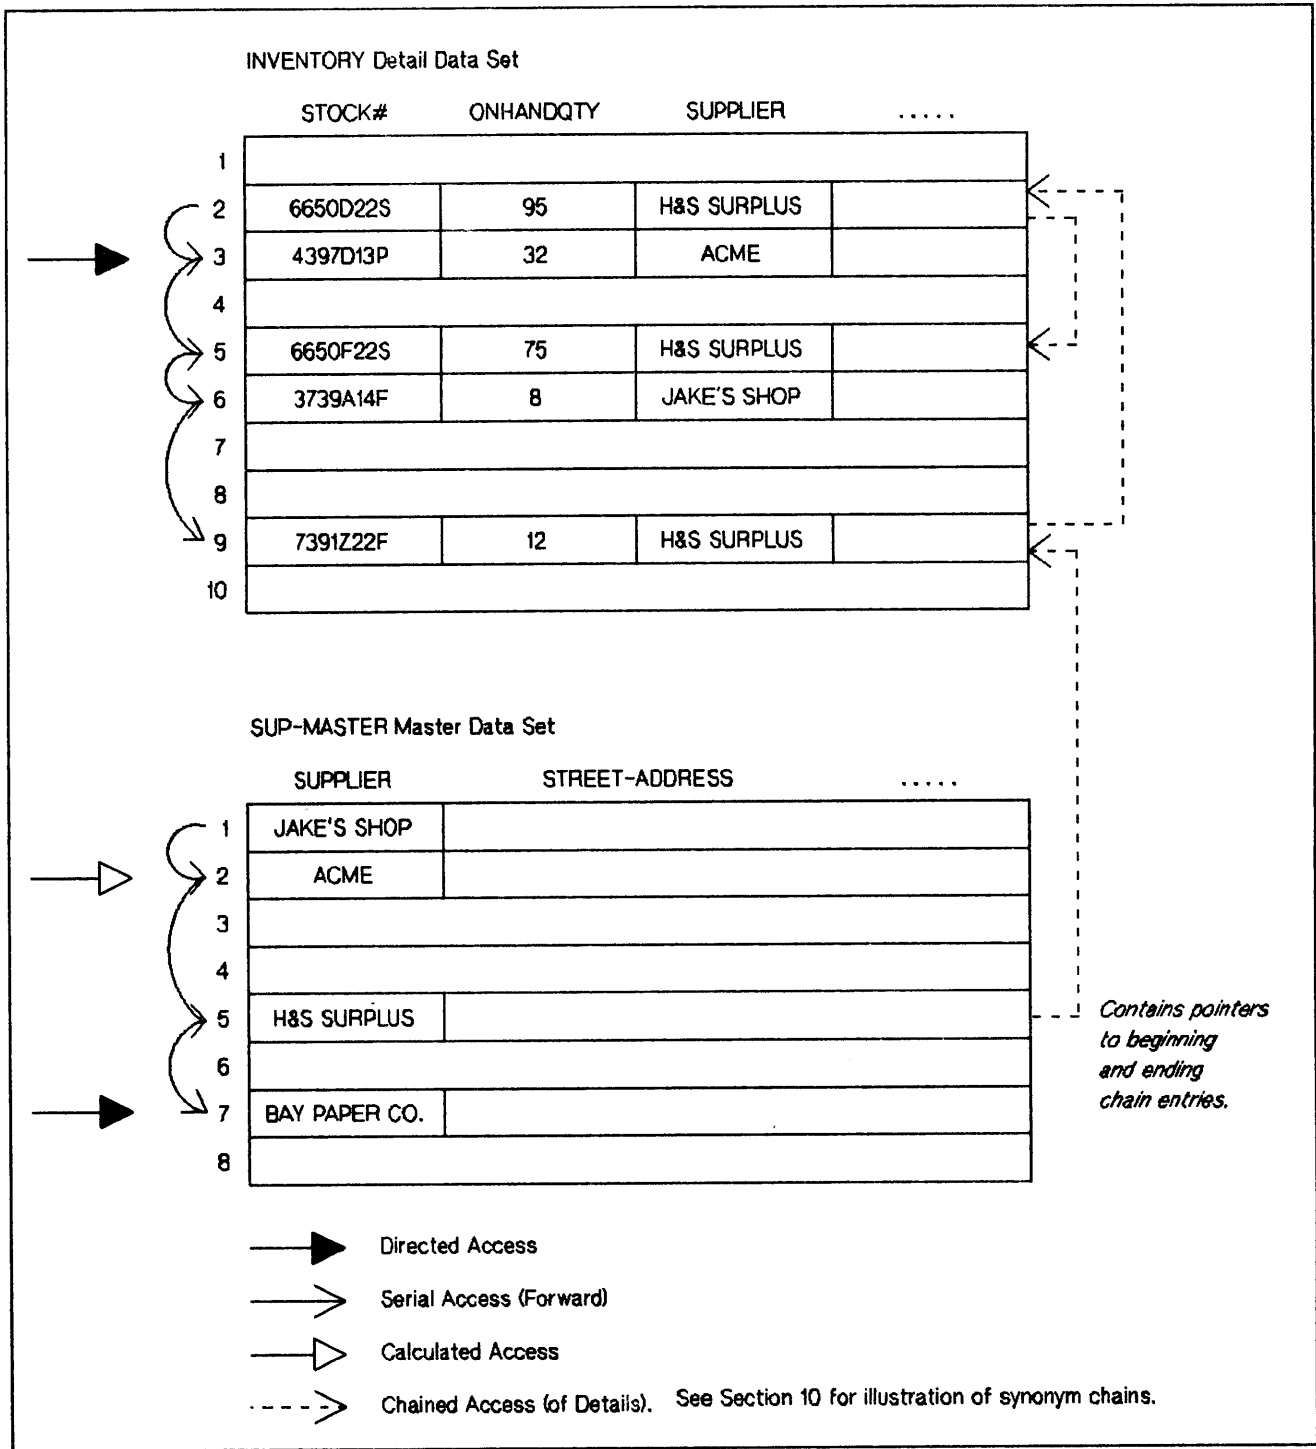 INVENTORY Detail Data Set
STOCK# ONHANDQTY SUPPLIER .....
1
2 6650D22S 95 H&S SURPLUS
3 4397D13P 32 ACME
4
5 6650F22S 75 H&S SURPLUS
6 3739A14F 8 JAKE'S SHOP
7
8
9 7391Z22F 12 H&S SURPLUS
10
SUP-MASTER Master Data Set
SUPPLIER STREET-ADDRESS .....
1 JAKE'S SHOP
2 ACME
3
4
5 H&S SURPLUS
6
7 BAY PAPER CO.
8
Contains pointers
to beginning
and ending
chain entries.
Directed Access
Serial Access (Forward)
Calculated Access
Chained Access (of Details). See Section 10 for illustration of synonym chains.